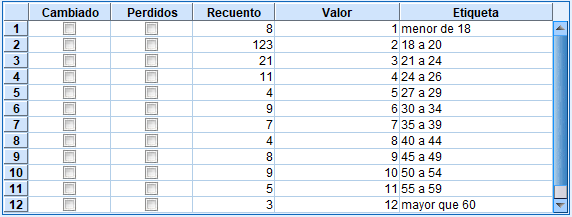 Cambiado Perdidos Recuento Valor Etiqueta
1 8 1 menor de 18
2 123 2 18 a 20
3 21 3 21 a 24
4 11 4 24 a 26
5 4 5 27 a 29
6 9 6 30 a 34
7 7 7 35 a 39
8 4 8 40 a 44
9 8 9 45 a 49
10 9 10 50 a 54
11 5 11 55 a 59
12 3 12 mayor que 60